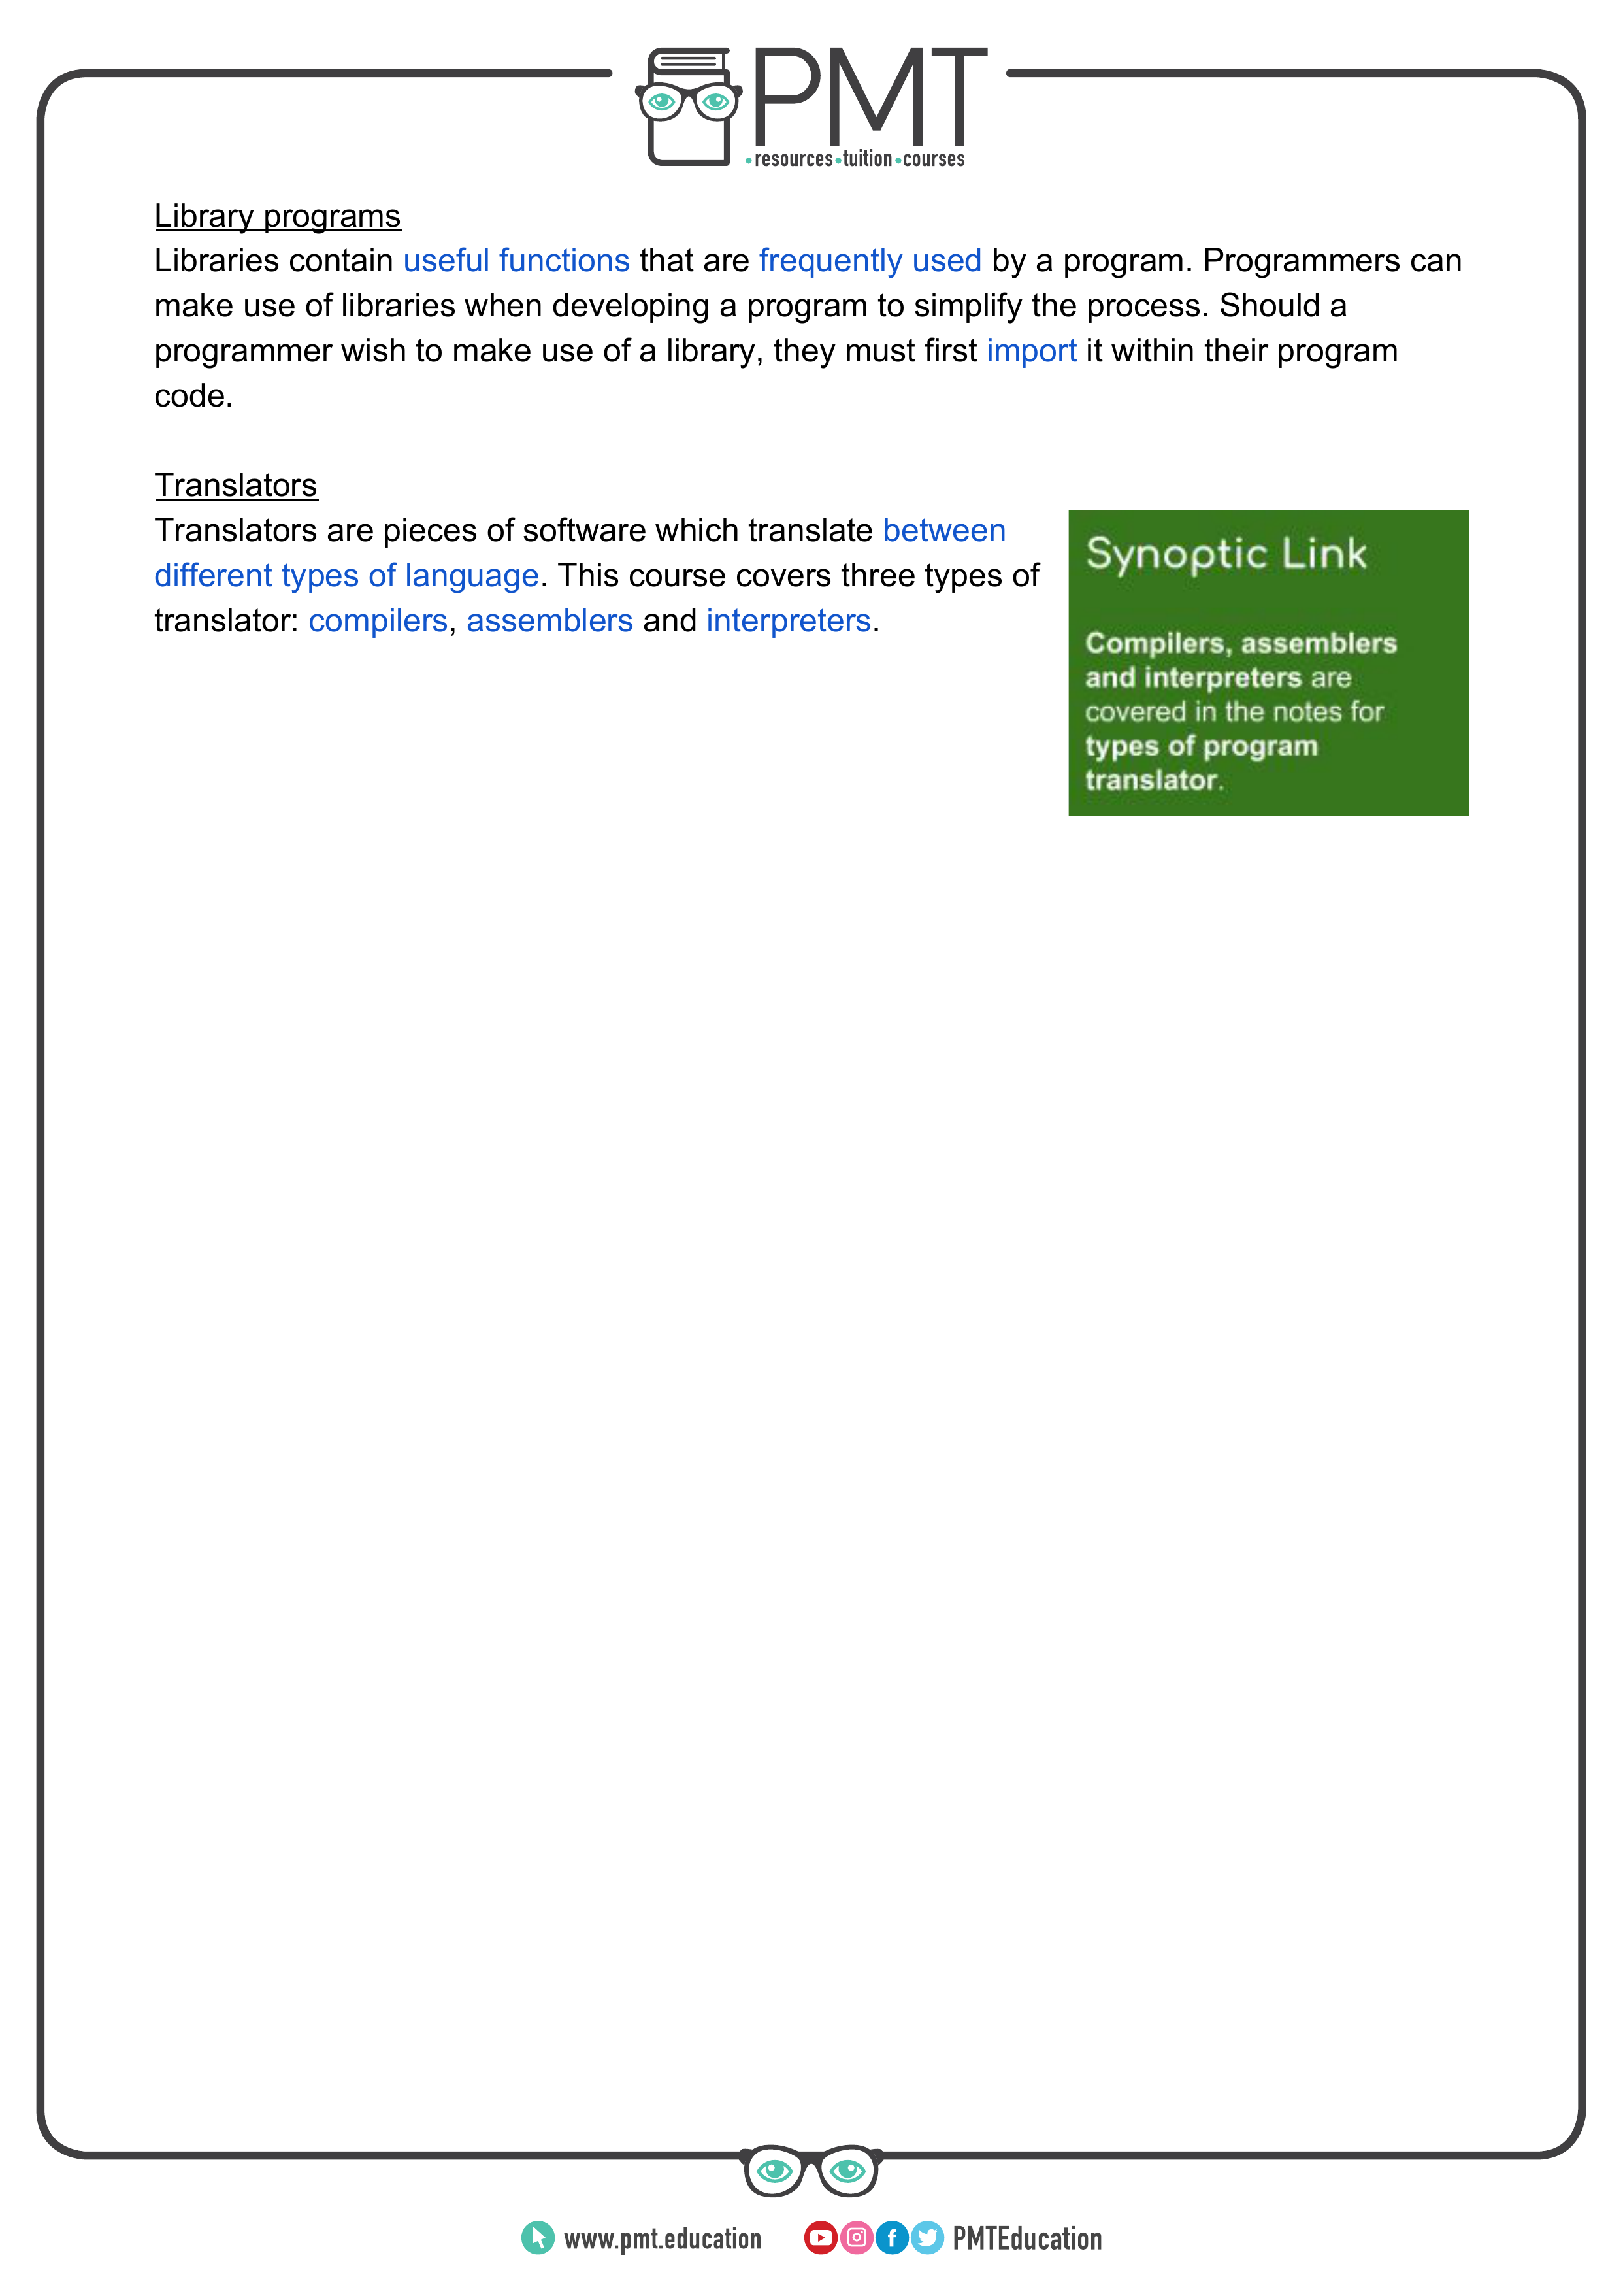 PMT
resources tuition courses
Library programs
Libraries contain useful functions that are frequently used by a program. Programmers can
make use of libraries when developing a program to simplify the process. Should a
programmer wish to make use of a library, they must first import it within their program
code.
Translators
Translators are pieces of software which translate between
different types of language. This course covers three types of
translator: compilers, assemblers and interpreters.
Synoptic Link
Compilers, assemblers
and interpreters are
covered in the notes for
types of program
translator.
www.pmt.education
PMTEducation